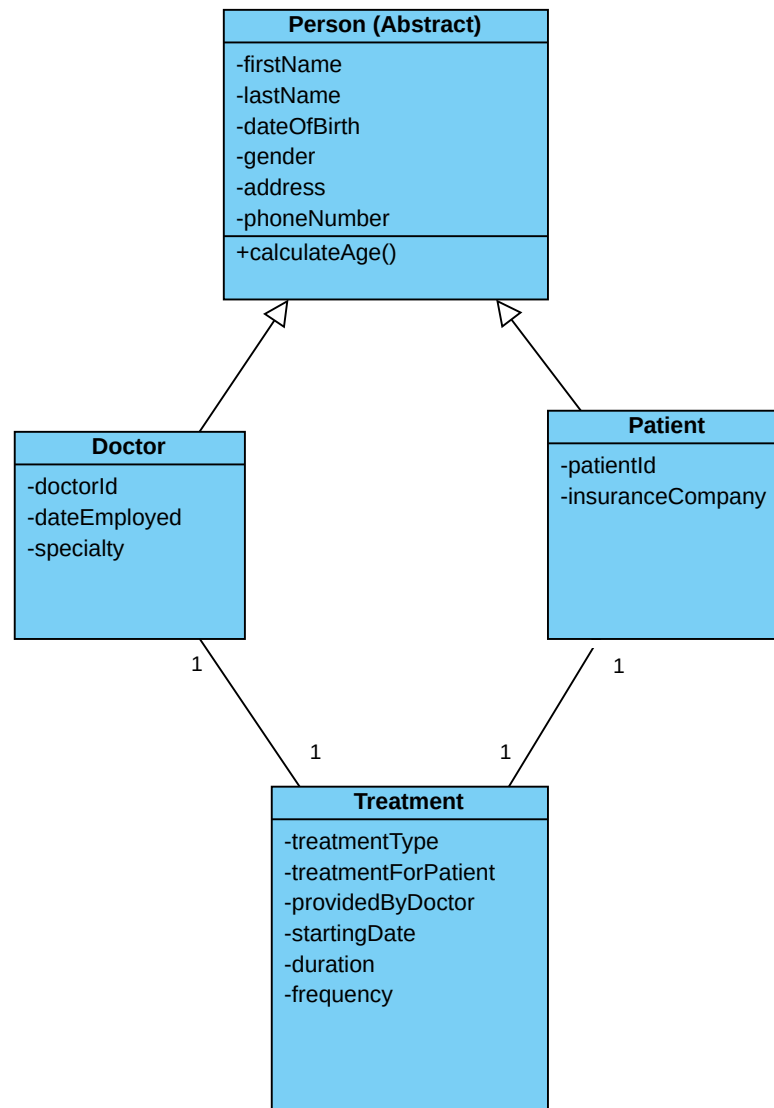 Person (Abstract)
-firstName
-lastName
-dateOfBirth
-gender
-address
-phoneNumber
+calculateAge()
Doctor
-doctorId
-dateEmployed
-specialty
Patient
-patientId
-insuranceCompany
1
1
1
1
Treatment
-treatmentType
-treatmentForPatient
-providedByDoctor
-startingDate
-duration
-frequency